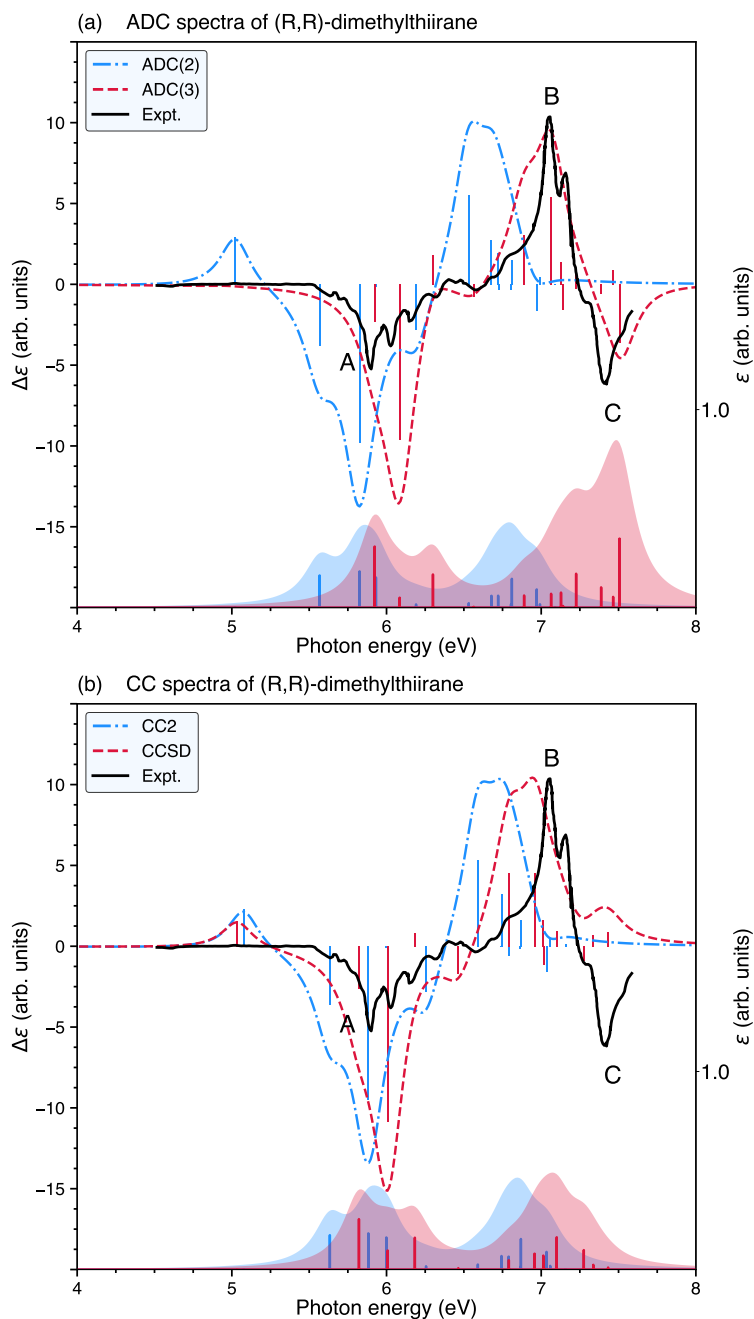 (a) ADC spectra of (R,R)-dimethylthiirane
ADC(2)
ADC(3)
Expt.
B
A
C
10
5
0
−5
−10
−15
Δε (arb. units)
ε (arb. units)
1.0
4 5 6 7 8
Photon energy (eV)
(b) CC spectra of (R,R)-dimethylthiirane
CC2
CCSD
Expt.
B
A
C
10
5
0
−5
−10
−15
Δε (arb. units)
ε (arb. units)
1.0
4 5 6 7 8
Photon energy (eV)